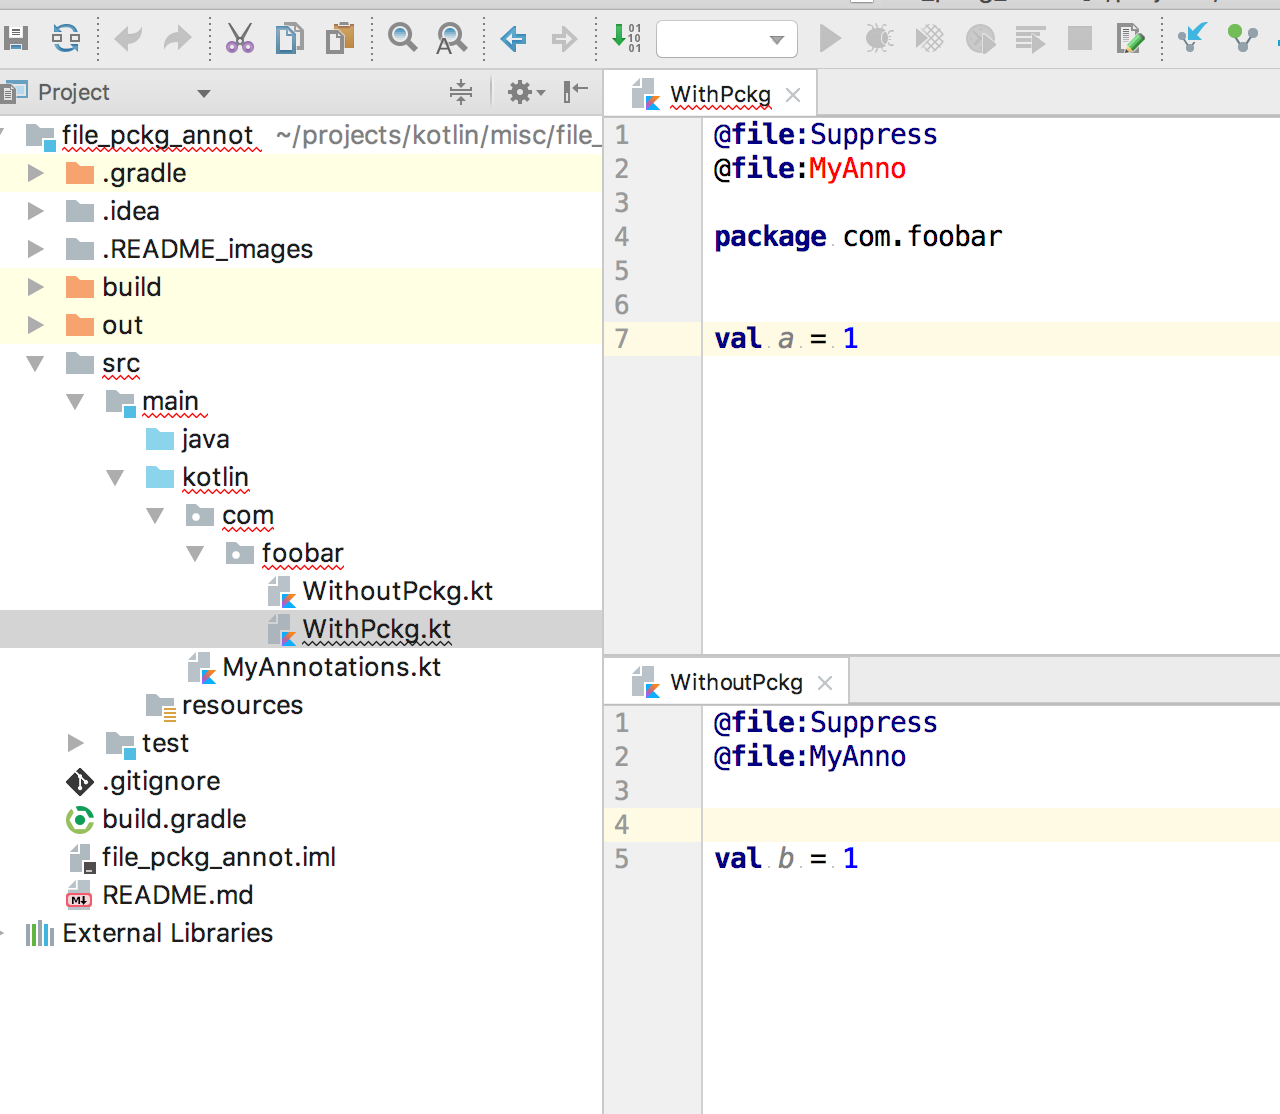 Project
file_pckg_annot ~/projects/kotlin/misc/file_
.gradle
.idea
.README_images
build
out
src
main
java
kotlin
com
foobar
WithoutPckg.kt
WithPckg.kt
MyAnnotations.kt
resources
test
.gitignore
build.gradle
file_pckg_annot.iml
README.md
External Libraries
WithPckg
1 @file:Suppress
2 @file:MyAnno
3
4 package com.foobar
5
6
7 val a = 1
WithoutPckg
1 @file:Suppress
2 @file:MyAnno
3
4
5 val b = 1